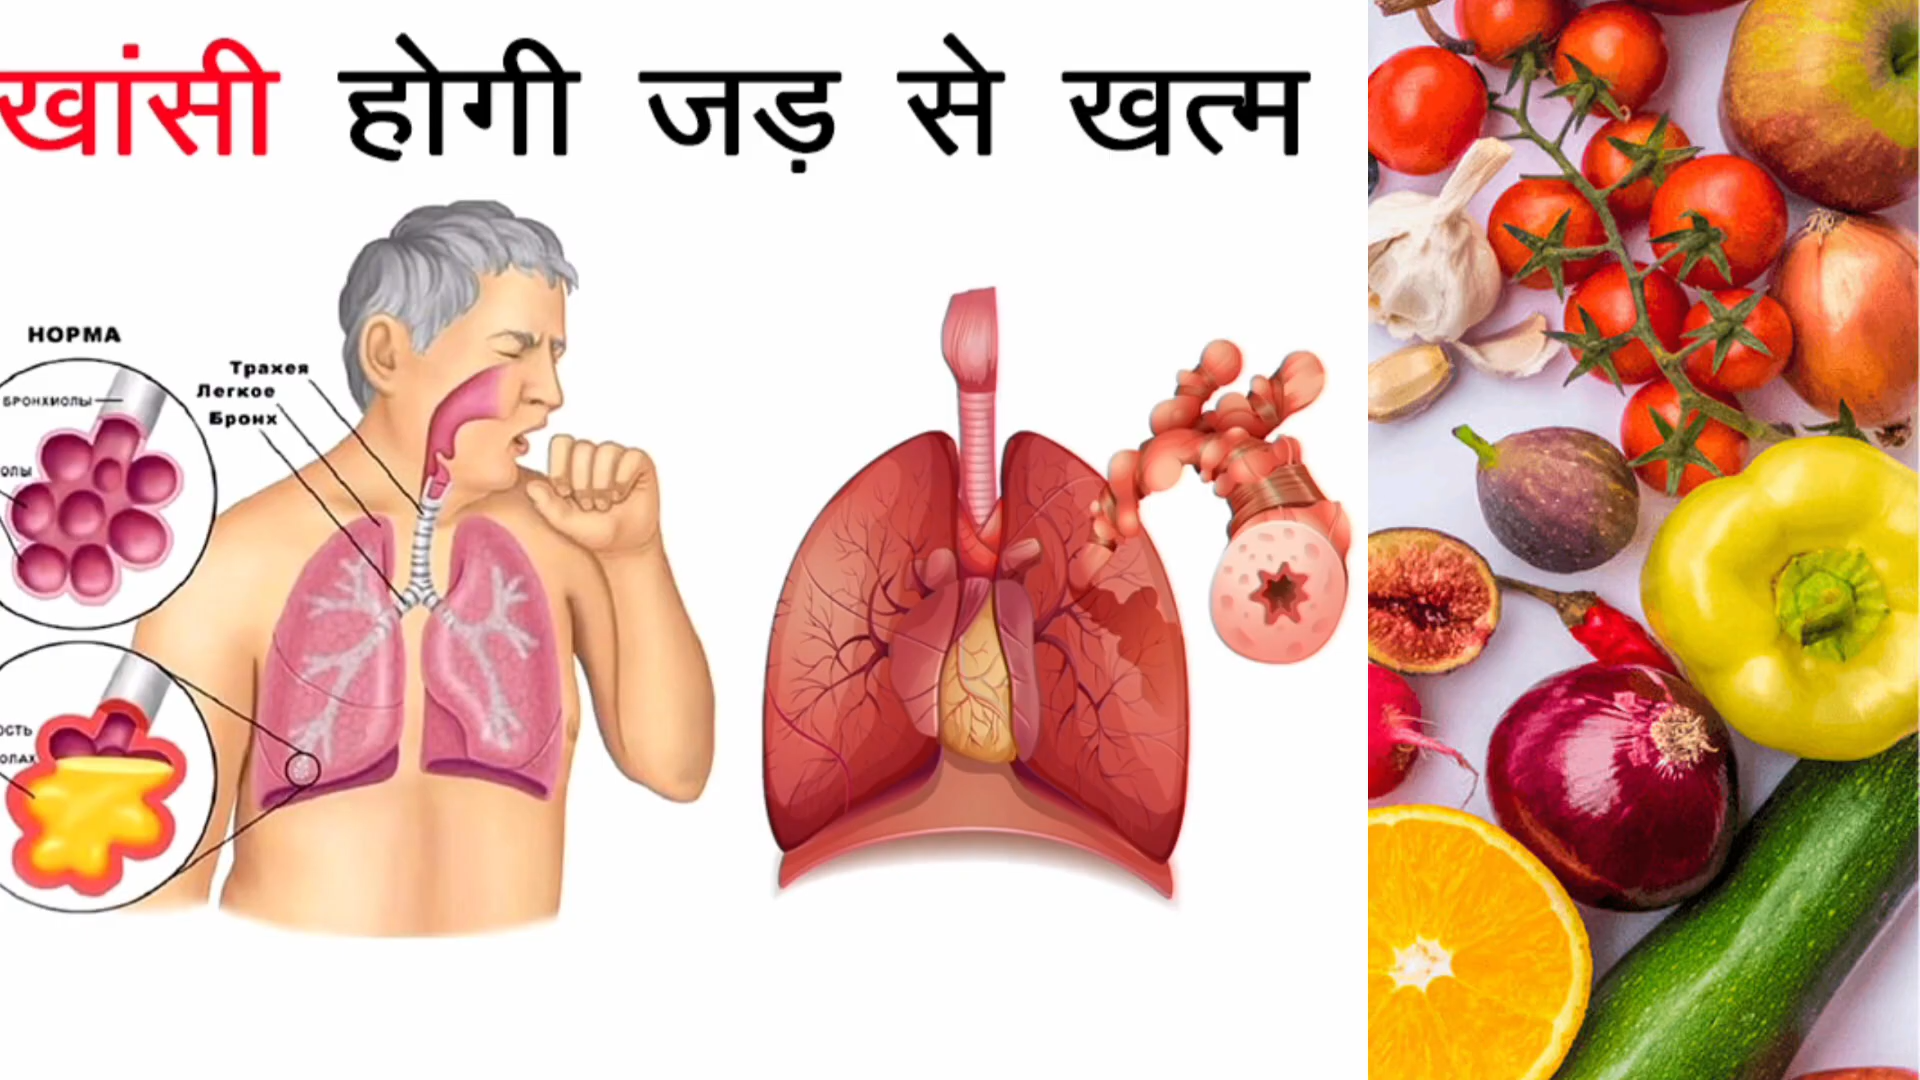 खांसी होगी जड़ से खत्म
НОРМА
Трахея
Легкое
Бронх
БРОНХИОЛЫ